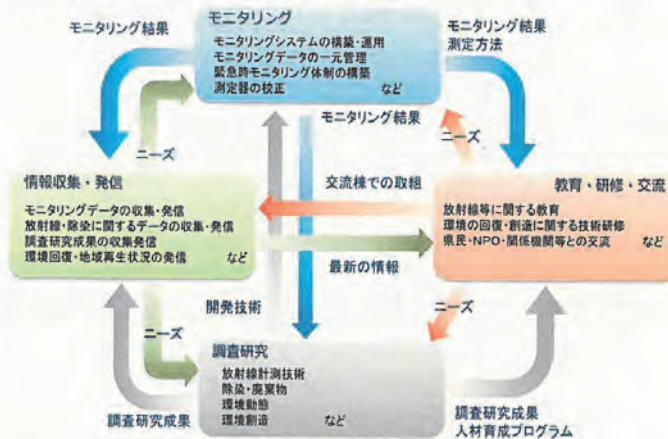 モニタリング
モニタリングシステムの構築・運用
モニタリングデータの一元管理
緊急時モニタリング体制の構築
測定器の校正 など
モニタリング結果
モニタリング結果
測定方法
ニーズ
モニタリング結果
ニーズ
情報収集・発信
モニタリングデータの収集・発信
放射線・除染に関するデータの収集・発信
調査研究成果の収集発信
環境回復・地域再生状況の発信 など
交流棟での取組
最新の情報
教育・研修・交流
放射線等に関する教育
環境の回復・創造に関する技術研修
県民・NPO・関係機関等との交流 など
開発技術
ニーズ
ニーズ
調査研究
放射線計測技術
除染・廃棄物
環境動態
環境創造 など
調査研究成果
調査研究成果
人材育成プログラム